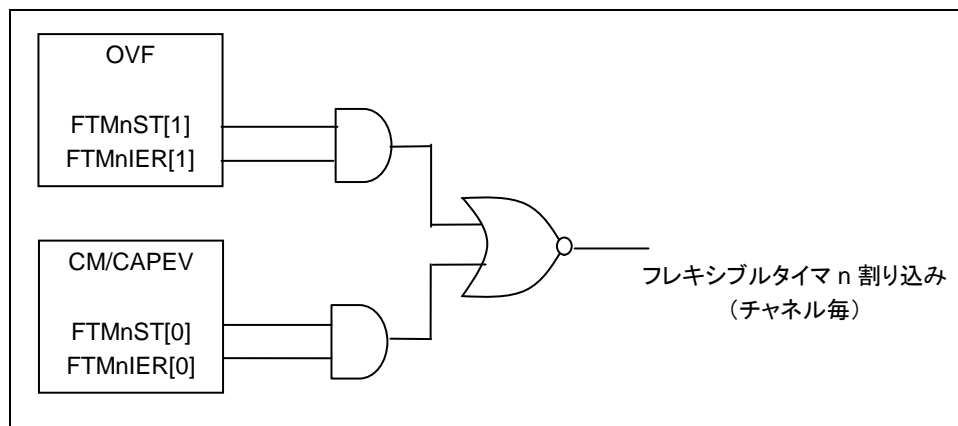 OVF
FTMnST[1]
FTMnIER[1]
CM/CAPEV
FTMnST[0]
FTMnIER[0]
フレキシブルタイマ n 割り込み
（チャネル毎）